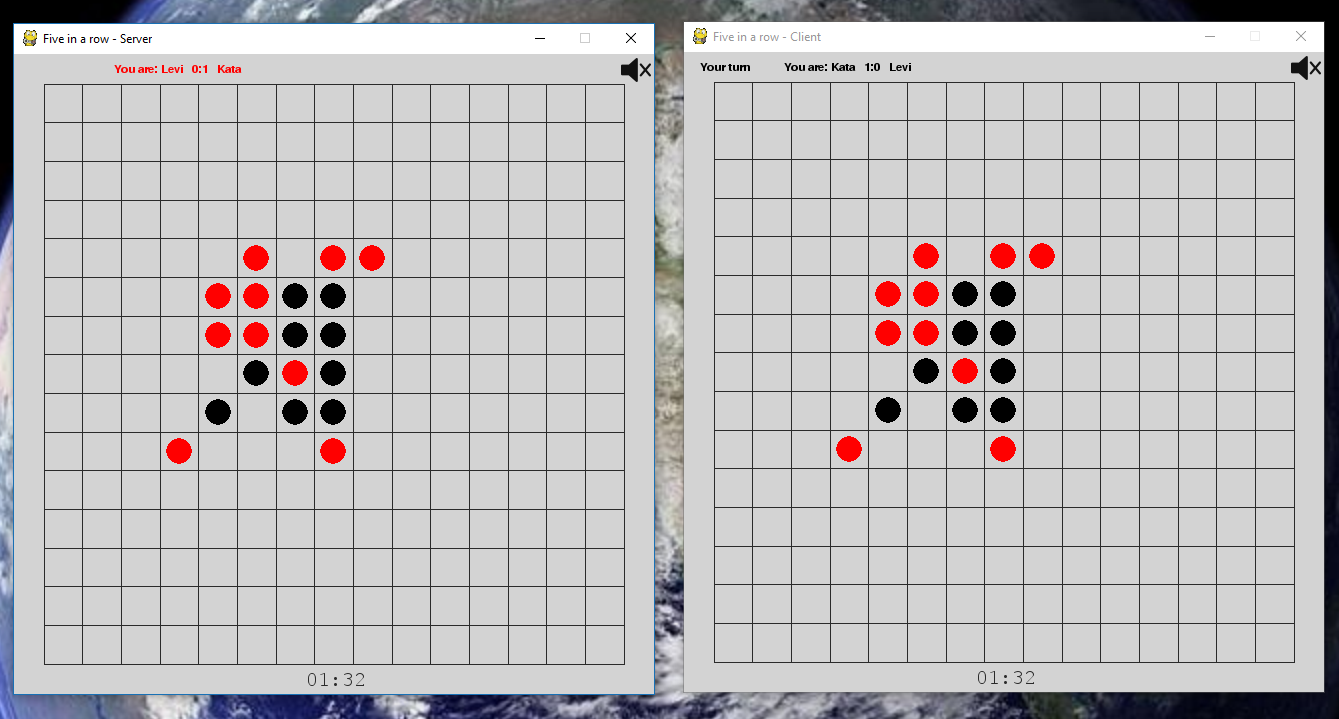 Five in a row - Server
You are: Levi 0:1 Kata
01:32
Five in a row - Client
Your turn You are: Kata 1:0 Levi
01:32